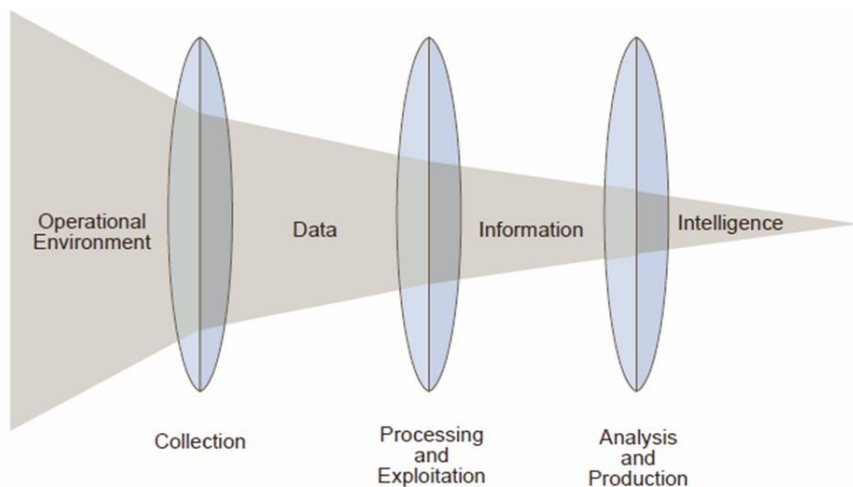 Operational
Environment
Data
Information
Intelligence
Collection
Processing
and
Exploitation
Analysis
and
Production